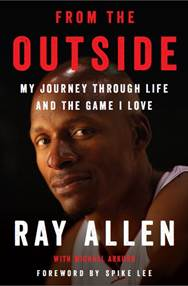 FROM THE
OUTSIDE
MY JOURNEY THROUGH LIFE
AND THE GAME I LOVE
RAY ALLEN
WITH MICHAEL ARKUSH
FOREWORD BY SPIKE LEE